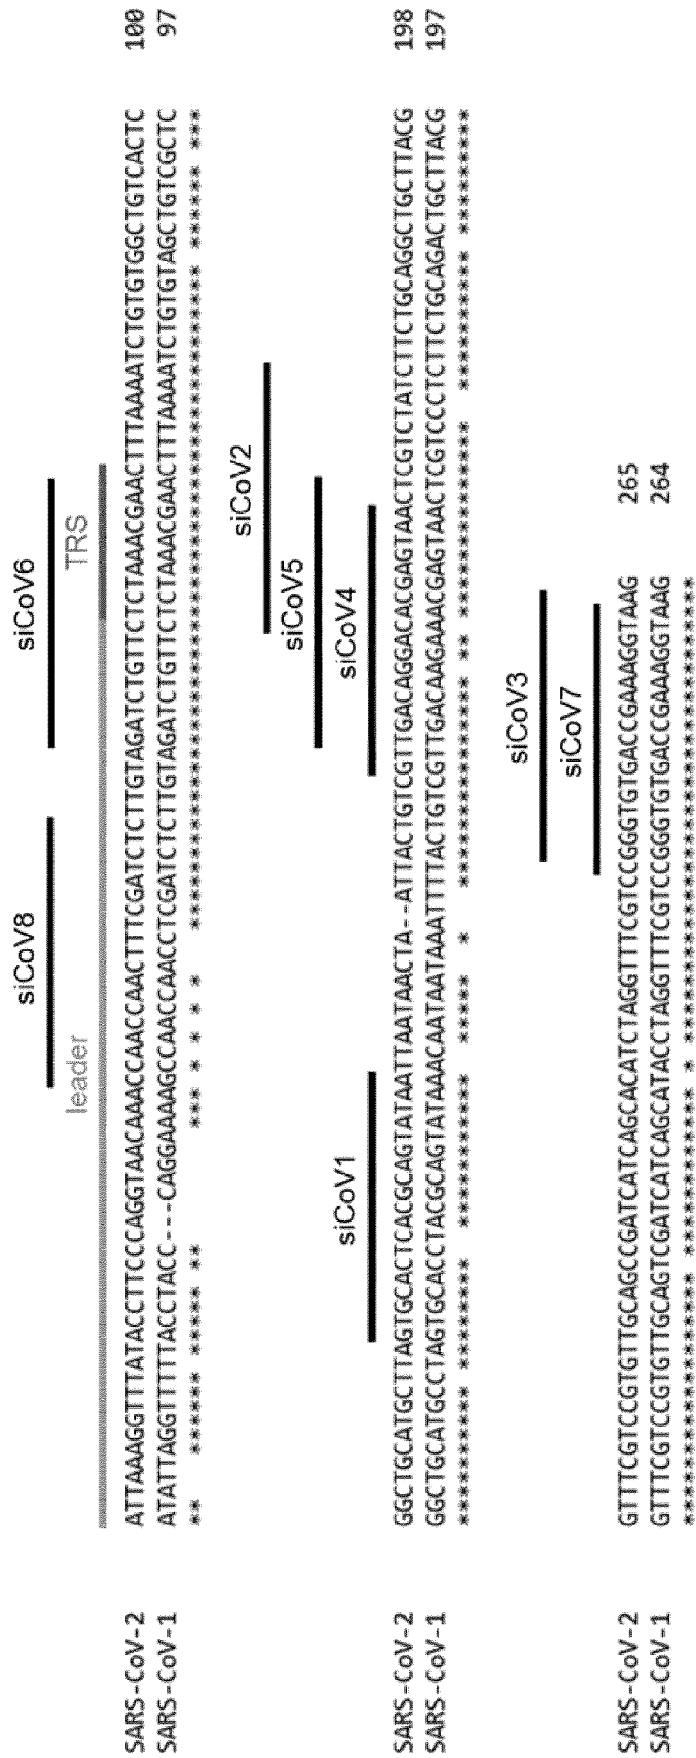 siCoV8 siCoV6
leader TRS
SARS-CoV-2 ATTAAAGGTTTATACCTTCCCAGGTAACAAACCAACCAACTTTCGATCTCTTGTAGATCTGTTCTCTAAACGAACTTTAAAATCTGTGTGGCTGTCACTC 100
SARS-CoV-1 ATATTAGGTTTTTACCTACC---CAGGAAAAGCCAACCAACCTCGATCTCTTGTAGATCTGTTCTCTAAACGAACTTTAAAATCTGTGTAGCTGTCGCTC 97
**   ****** ***** **        *** * * *   *********************************************** ****** ***
siCoV2
siCoV5
siCoV1 siCoV4
SARS-CoV-2 GGCTGCATGCTTAGTGCACTCACGCAGTATAATTAATAACTA--ATTACTGTCGTTGACAGGACACGAGTAACTCGTCTATCTTCTGCAGGCTGCTTACG 198
SARS-CoV-1 GGCTGCATGCCTAGTGCACCTACGCAGTATAAACAATAATAAATTTTACTGTCGTTGACAAGAAACGAGTAACTCGTCCCTCTTCTGCAGACTGCTTACG 197
********** ********  ***********  *****  *   *************** ** **************  ********** *********
siCoV3
siCoV7
SARS-CoV-2 GTTTCGTCCGTGTTGCAGCCGATCATCAGCACATCTAGGTTTCGTCCGGGTGTGACCGAAAGGTAAG 265
SARS-CoV-1 GTTTCGTCCGTGTTGCAGTCGATCATCAGCATACCTAGGTTTCGTCCGGGTGTGACCGAAAGGTAAG 264
****************** ************ * *********************************